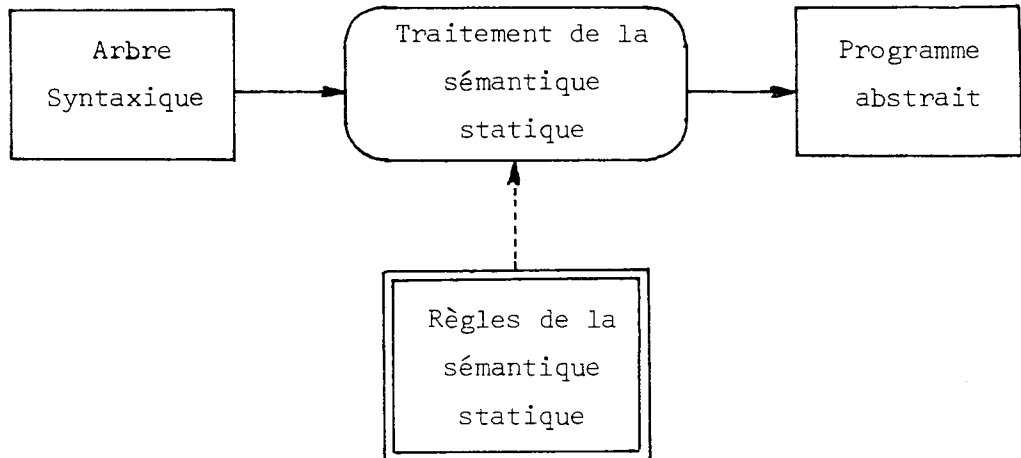 Arbre
Syntaxique
Traitement de la
sémantique
statique
Programme
abstrait
Règles de la
sémantique
statique